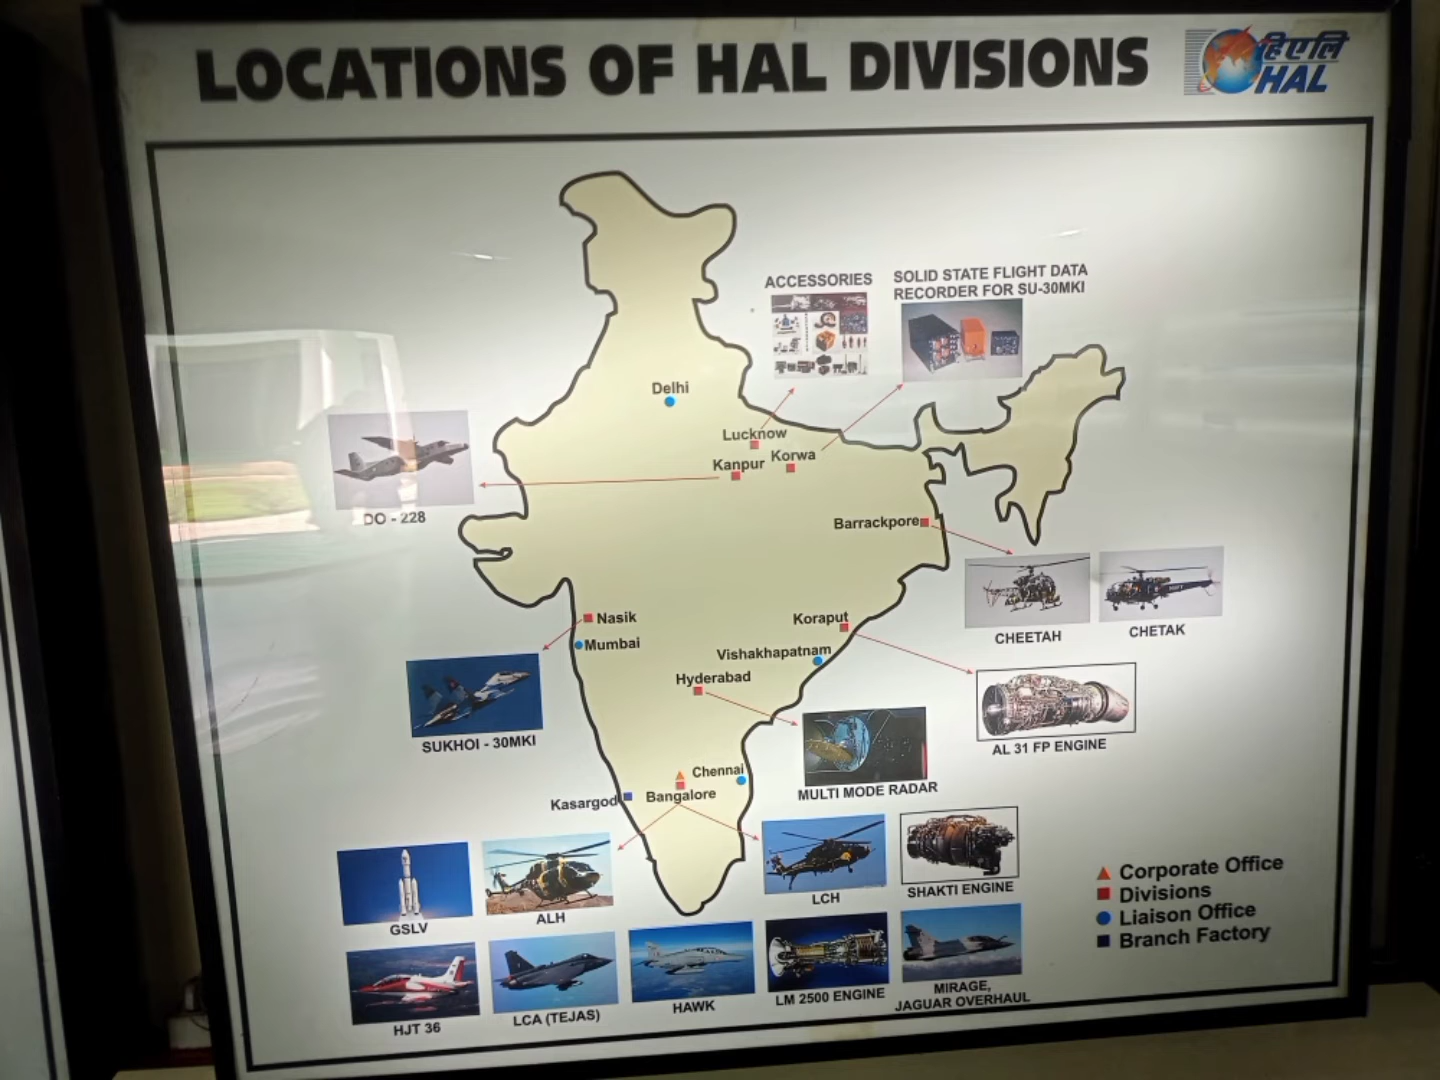 LOCATIONS OF HAL DIVISIONS
हिएलि
HAL
ACCESSORIES
SOLID STATE FLIGHT DATA
RECORDER FOR SU-30MKI
Delhi
Lucknow
Kanpur
Korwa
DO - 228
Barrackpore
CHEETAH
CHETAK
Nasik
Mumbai
Koraput
Vishakhapatnam
Hyderabad
SUKHOI - 30MKI
AL 31 FP ENGINE
MULTI MODE RADAR
Chennai
Kasargod
Bangalore
GSLV
ALH
LCH
SHAKTI ENGINE
HJT 36
LCA (TEJAS)
HAWK
LM 2500 ENGINE
MIRAGE,
JAGUAR OVERHAUL
Corporate Office
Divisions
Liaison Office
Branch Factory